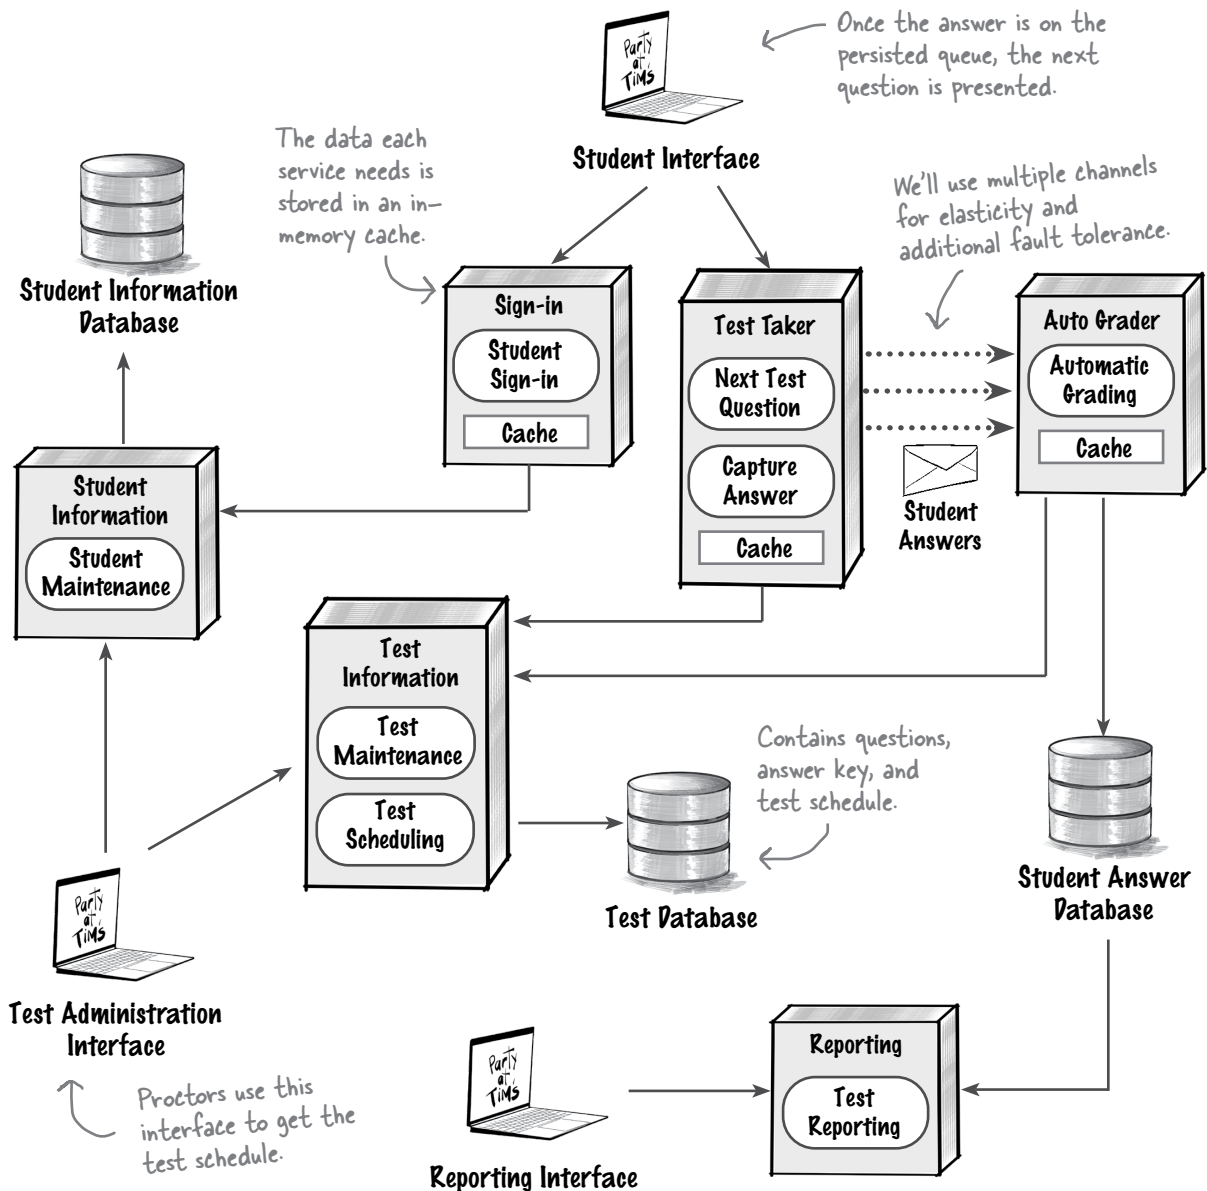 Party
at
TiM's
Once the answer is on the
persisted queue, the next
question is presented.
Student Interface
The data each
service needs is
stored in an in-
memory cache.
We'll use multiple channels
for elasticity and
additional fault tolerance.
Student Information
Database
Sign-in
Student
Sign-in
Cache
Test Taker
Next Test
Question
Capture
Answer
Cache
Auto Grader
Automatic
Grading
Cache
Student
Answers
Student
Information
Student
Maintenance
Test
Information
Test
Maintenance
Test
Scheduling
Contains questions,
answer key, and
test schedule.
Test Database
Student Answer
Database
Party
at
TiM's
Test Administration
Interface
Proctors use this
interface to get the
test schedule.
Party
at
TiM's
Reporting Interface
Reporting
Test
Reporting